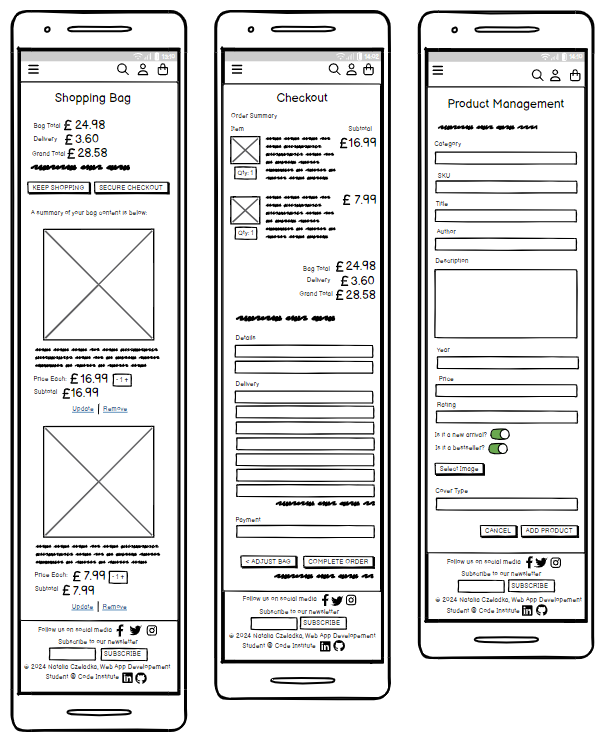 Shopping Bag
Bag Total £ 24.98
Delivery £ 3.60
Grand Total £ 28.58
KEEP SHOPPING SECURE CHECKOUT
A summary of your bag content is below:
Price Each: £16.99 - 1 +
Subtotal £16.99
Update | Remove
Price Each: £ 7.99 - 1 +
Subtotal £ 7.99
Update | Remove
Follow us on social media
Subscribe to our newsletter
SUBSCRIBE
© 2024 Natalia Czeladka, Web App Developement
Student @ Code Institute
Checkout
Order Summary
Item Subtotal
£16.99
Qty: 1
£ 7.99
Qty: 1
Bag Total £ 24.98
Delivery £ 3.60
Grand Total £ 28.58
Details
Delivery
Payment
< ADJUST BAG COMPLETE ORDER
Follow us on social media
Subscribe to our newsletter
SUBSCRIBE
© 2024 Natalia Czeladka, Web App Developement
Student @ Code Institute
Product Management
Category
SKU
Title
Author
Description
Year
Price
Rating
Is it a new arrival?
Is it a bestseller?
Select Image
Cover Type
CANCEL ADD PRODUCT
Follow us on social media
Subscribe to our newsletter
SUBSCRIBE
© 2024 Natalia Czeladka, Web App Developement
Student @ Code Institute